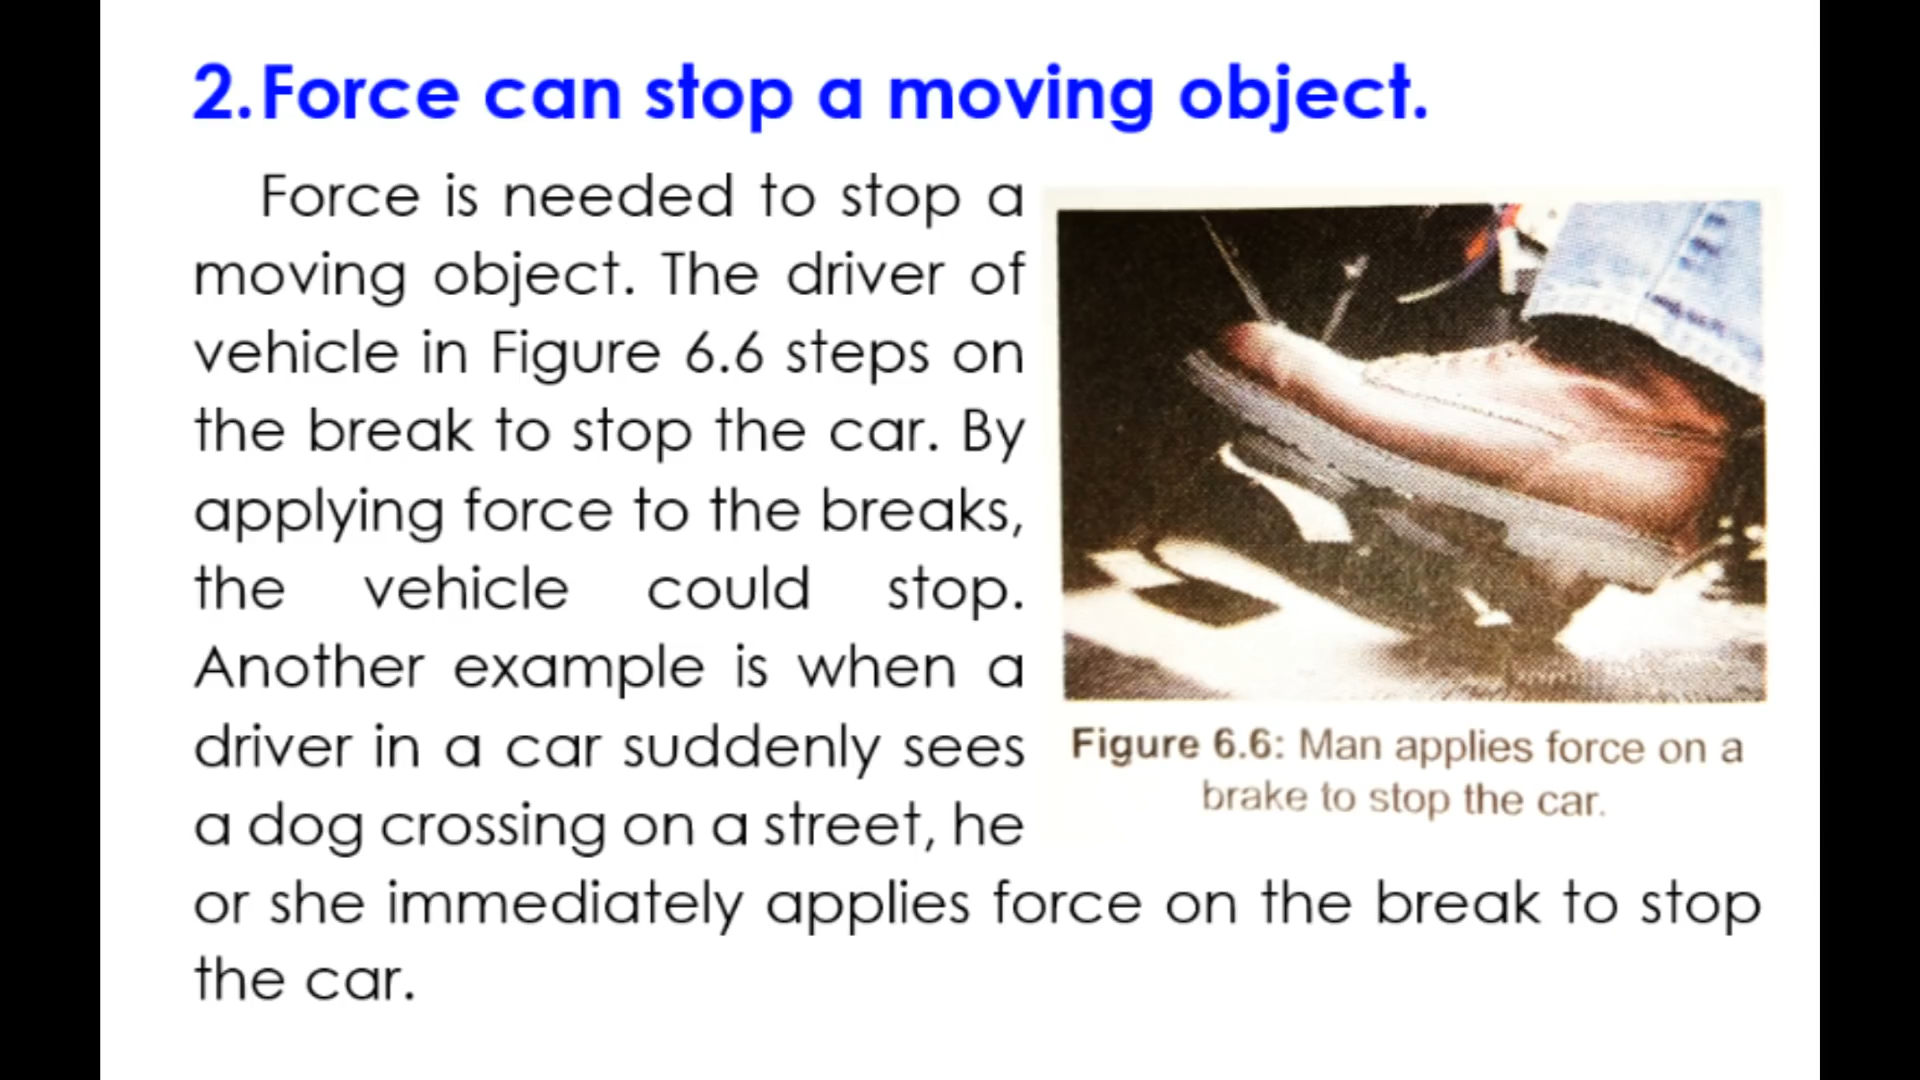 2. Force can stop a moving object.
Force is needed to stop a
moving object. The driver of
vehicle in Figure 6.6 steps on
the break to stop the car. By
applying force to the breaks,
the vehicle could stop.
Another example is when a
driver in a car suddenly sees
a dog crossing on a street, he
or she immediately applies force on the break to stop
the car.
Figure 6.6: Man applies force on a
brake to stop the car.